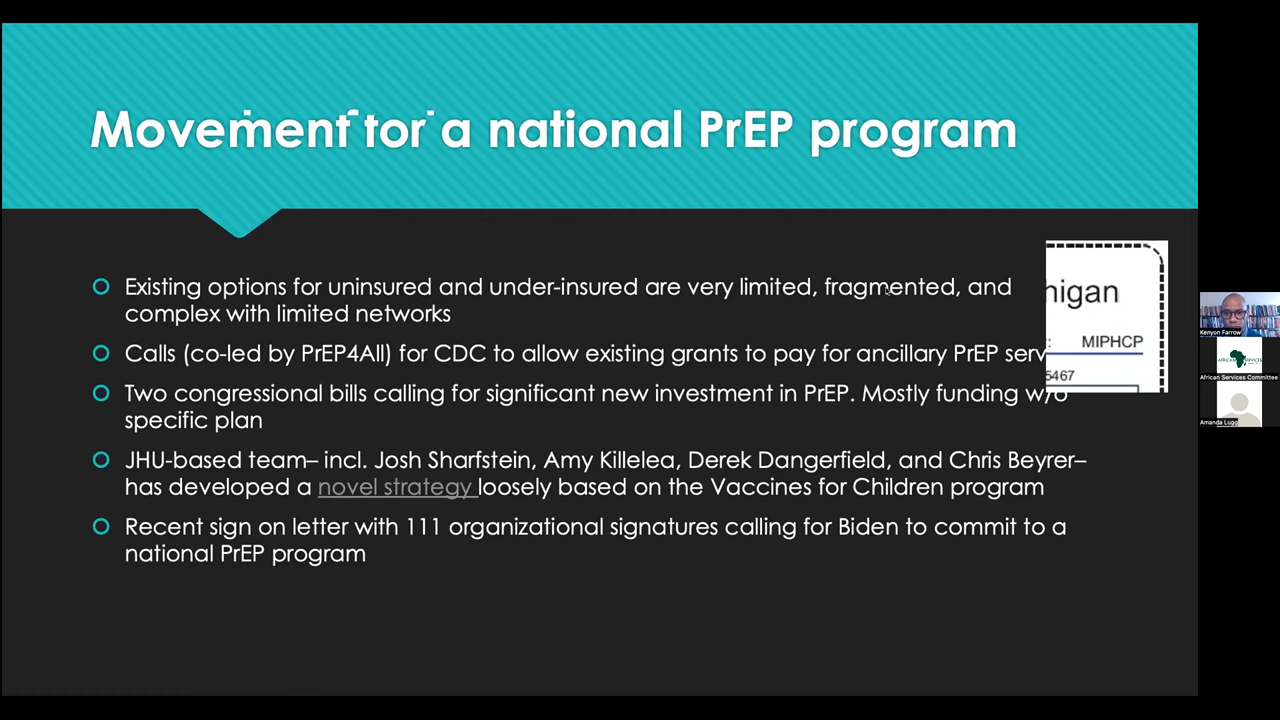 Movement for a national PrEP program
Existing options for uninsured and under-insured are very limited, fragmented, and
complex with limited networks
Calls (co-led by PrEP4All) for CDC to allow existing grants to pay for ancillary PrEP serv
Two congressional bills calling for significant new investment in PrEP. Mostly funding w/o
specific plan
JHU-based team– incl. Josh Sharfstein, Amy Killelea, Derek Dangerfield, and Chris Beyrer–
has developed a novel strategy loosely based on the Vaccines for Children program
Recent sign on letter with 111 organizational signatures calling for Biden to commit to a
national PrEP program
higan
: MIPHCP
5467
Kenyon Farrow
AFRICAN SERVICES
African Services Committee
Amanda Lugg